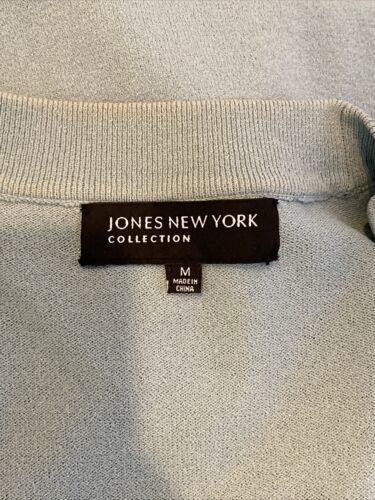 JONES NEW YORK
COLLECTION
M
MADE IN
CHINA